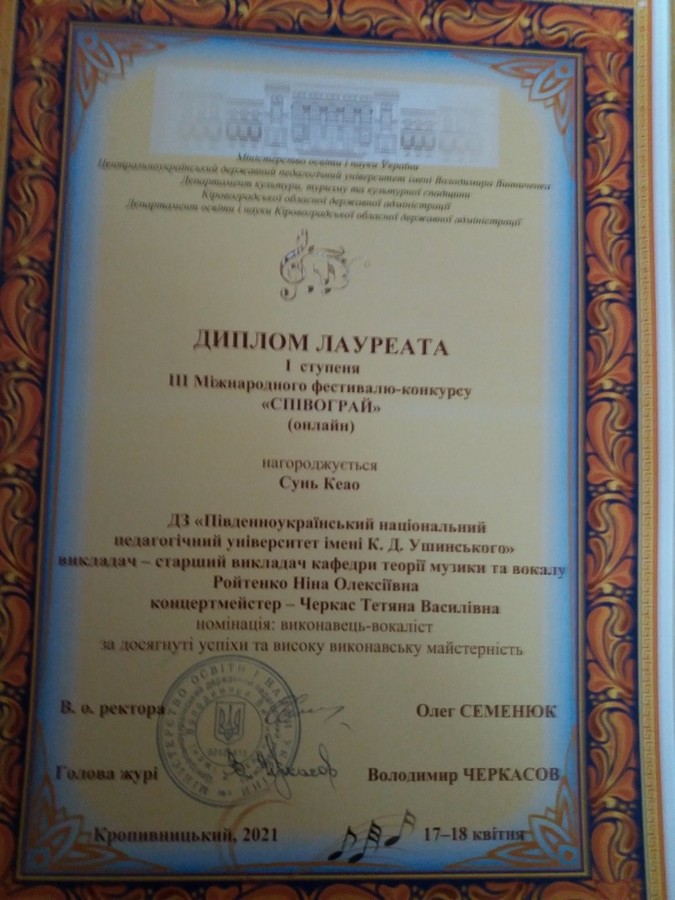 Міністерство освіти і науки України
Центральноукраїнський державний педагогічний університет імені Володимира Винниченка
Департамент культури, туризму та культурної спадщини
Кіровоградської обласної державної адміністрації
Департамент освіти і науки Кіровоградської обласної державної адміністрації
ДИПЛОМ ЛАУРЕАТА
І ступеня
ІІІ Міжнародного фестивалю-конкурсу
«СПІВОГРАЙ»
(онлайн)
нагороджується
Сунь Кеао
ДЗ «Південноукраїнський національний
педагогічний університет імені К. Д. Ушинського»
викладач – старший викладач кафедри теорії музики та вокалу
Ройтенко Ніна Олексіївна
концертмейстер – Черкас Тетяна Василівна
номінація: виконавець-вокаліст
за досягнуті успіхи та високу виконавську майстерність
В. о. ректора Олег СЕМЕНЮК
МІНІСТЕРСТВО ОСВІТИ І НАУКИ
Голова журі Володимир ЧЕРКАСОВ
Кропивницький, 2021 17–18 квітня